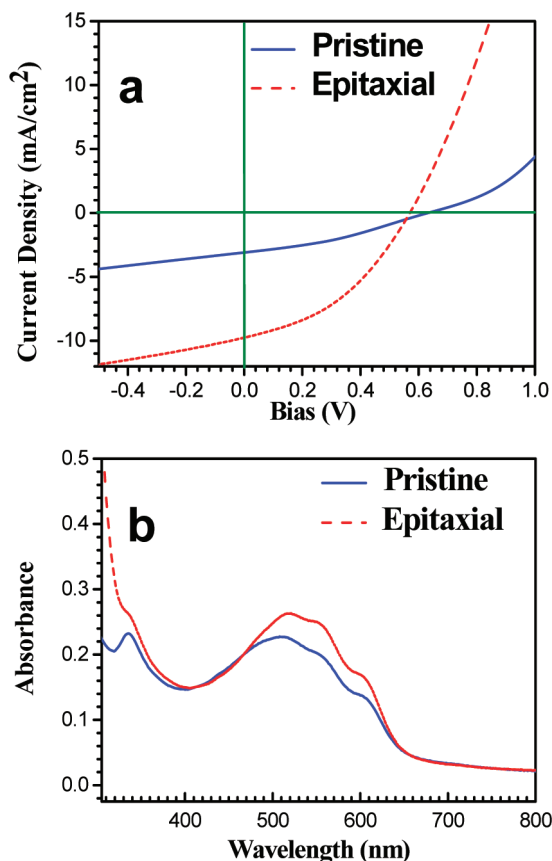 15
10
5
0
-5
-10
a
Pristine
Epitaxial
Current Density (mA/cm²)
-0.4 -0.2 0.0 0.2 0.4 0.6 0.8 1.0
Bias (V)
0.5
0.4
0.3
0.2
0.1
0.0
b
Pristine
Epitaxial
Absorbance
400 500 600 700 800
Wavelength (nm)